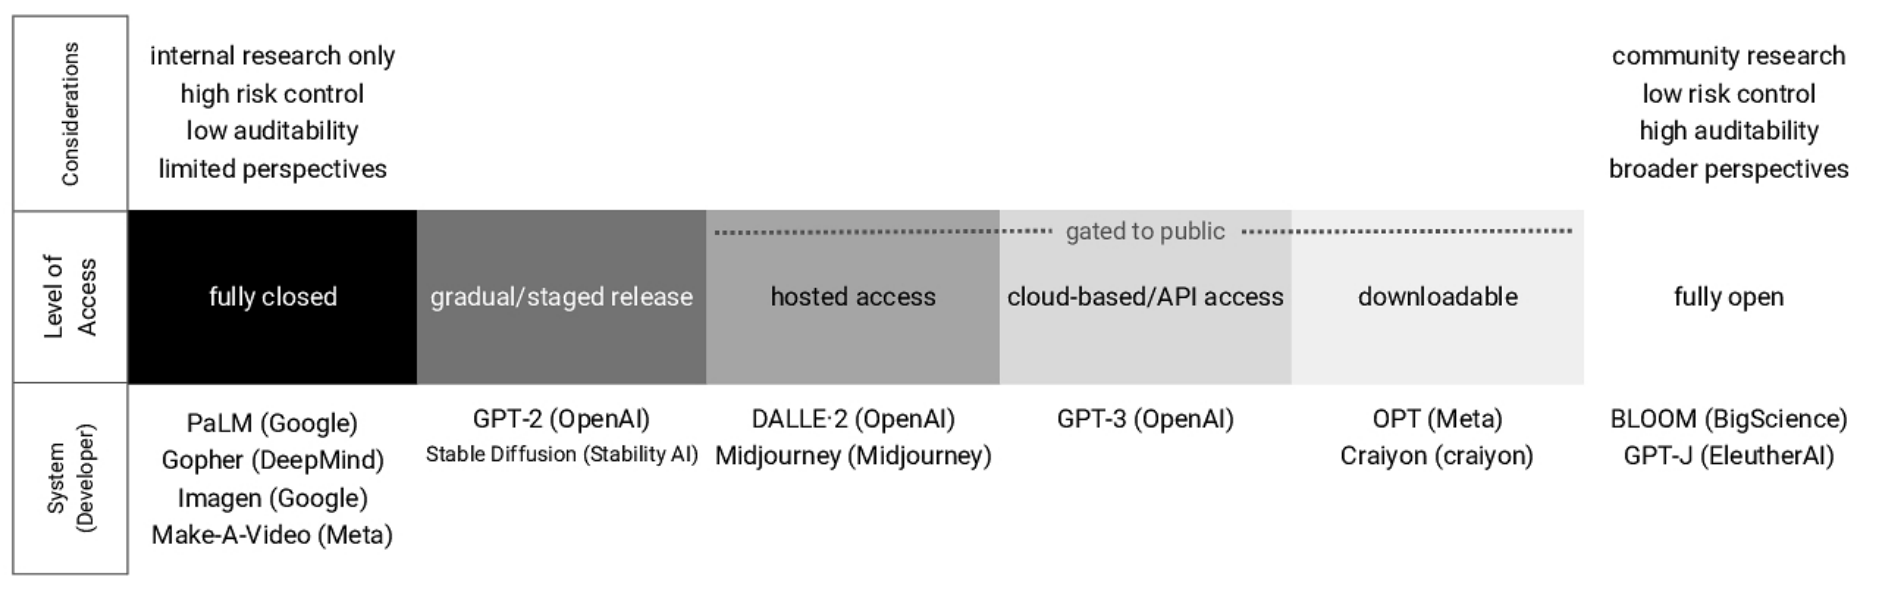 Considerations
internal research only
high risk control
low auditability
limited perspectives
community research
low risk control
high auditability
broader perspectives
Level of
Access
gated to public
fully closed
gradual/staged release
hosted access
cloud-based/API access
downloadable
fully open
System
(Developer)
PaLM (Google)
Gopher (DeepMind)
Imagen (Google)
Make-A-Video (Meta)
GPT-2 (OpenAI)
Stable Diffusion (Stability AI)
DALLE·2 (OpenAI)
Midjourney (Midjourney)
GPT-3 (OpenAI)
OPT (Meta)
Craiyon (craiyon)
BLOOM (BigScience)
GPT-J (EleutherAI)